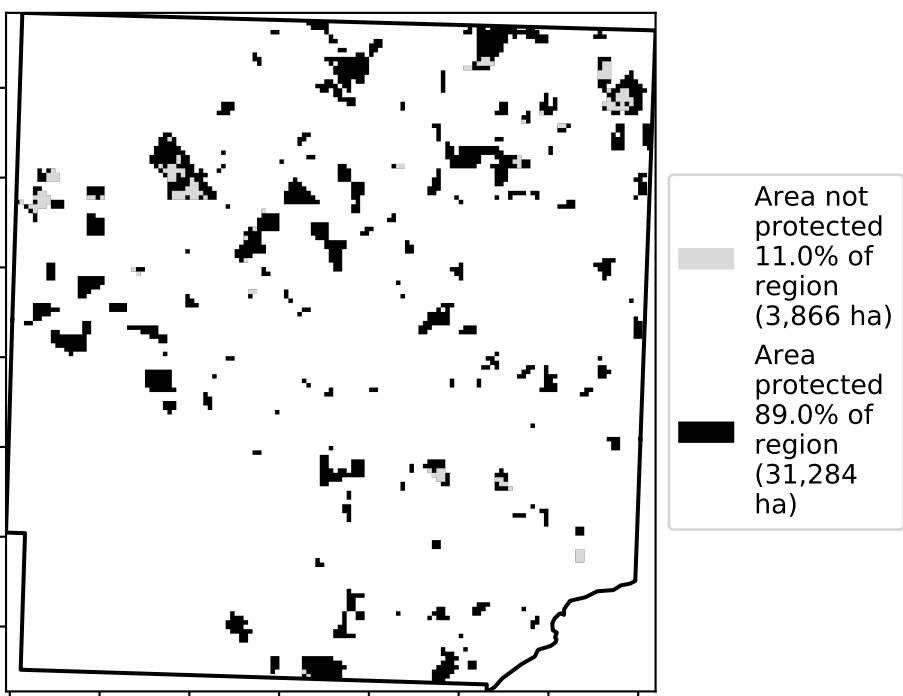 Area not
protected
11.0% of
region
(3,866 ha)
Area
protected
89.0% of
region
(31,284
ha)